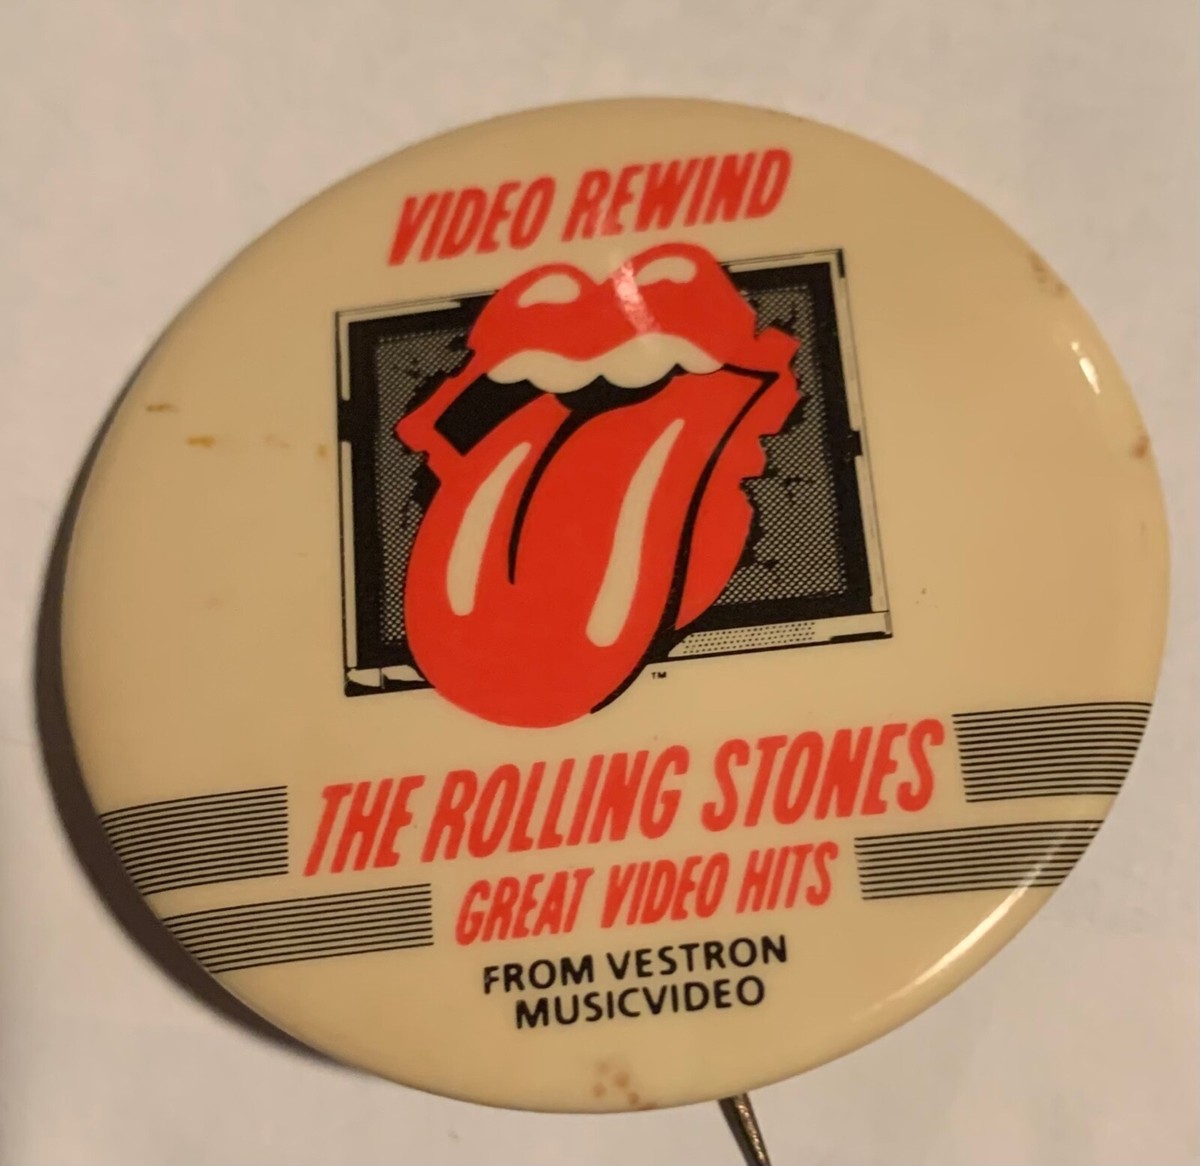 VIDEO REWIND
TM
THE ROLLING STONES
GREAT VIDEO HITS
FROM VESTRON
MUSICVIDEO